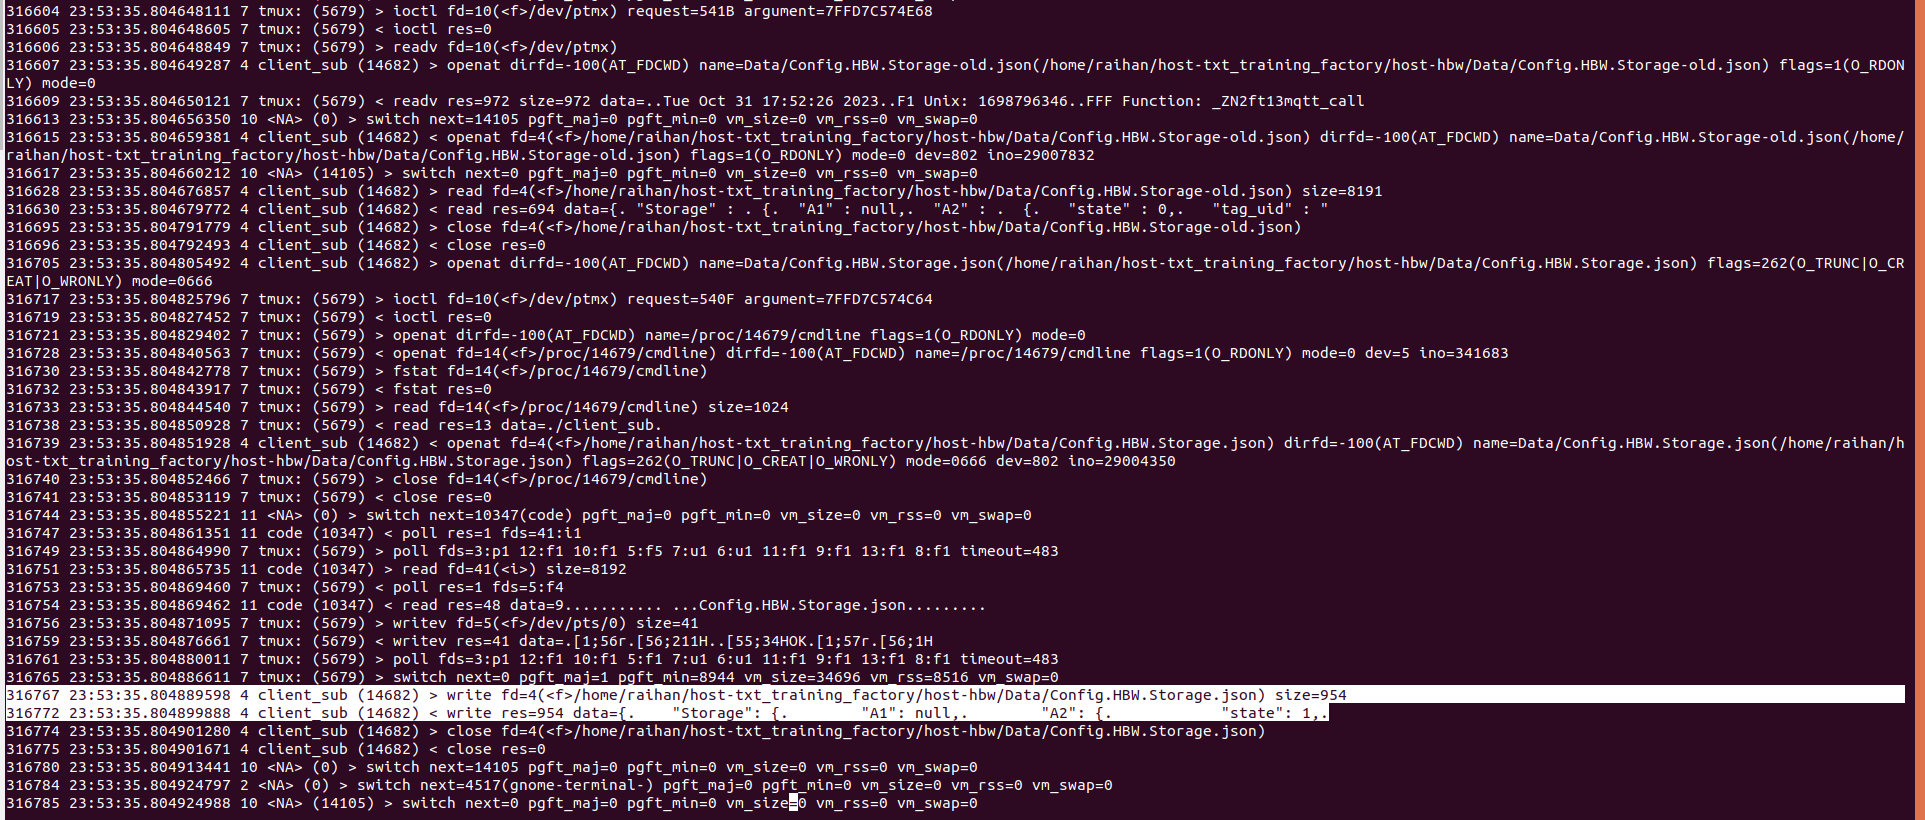 316604 23:53:35.804648111 7 tmux: (5679) > ioctl fd=10(<f>/dev/ptmx) request=541B argument=7FFD7C574E68
316605 23:53:35.804648605 7 tmux: (5679) < ioctl res=0
316606 23:53:35.804648849 7 tmux: (5679) > readv fd=10(<f>/dev/ptmx)
316607 23:53:35.804649287 4 client_sub (14682) > openat dirfd=-100(AT_FDCWD) name=Data/Config.HBW.Storage-old.json(/home/raihan/host-txt_training_factory/host-hbw/Data/Config.HBW.Storage-old.json) flags=1(O_RDON
LY) mode=0
316609 23:53:35.804650121 7 tmux: (5679) < readv res=972 size=972 data=..Tue Oct 31 17:52:26 2023..F1 Unix: 1698796346..FFF Function: _ZN2ft13mqtt_call
316613 23:53:35.804656350 10 <NA> (0) > switch next=14105 pgft_maj=0 pgft_min=0 vm_size=0 vm_rss=0 vm_swap=0
316615 23:53:35.804659381 4 client_sub (14682) < openat fd=4(<f>/home/raihan/host-txt_training_factory/host-hbw/Data/Config.HBW.Storage-old.json) dirfd=-100(AT_FDCWD) name=Data/Config.HBW.Storage-old.json(/home/
raihan/host-txt_training_factory/host-hbw/Data/Config.HBW.Storage-old.json) flags=1(O_RDONLY) mode=0 dev=802 ino=29007832
316617 23:53:35.804660212 10 <NA> (14105) > switch next=0 pgft_maj=0 pgft_min=0 vm_size=0 vm_rss=0 vm_swap=0
316628 23:53:35.804676857 4 client_sub (14682) > read fd=4(<f>/home/raihan/host-txt_training_factory/host-hbw/Data/Config.HBW.Storage-old.json) size=8191
316630 23:53:35.804679772 4 client_sub (14682) < read res=694 data={. "Storage" : . {.  "A1" : null,.  "A2" : .  {.   "state" : 0,.   "tag_uid" : "
316695 23:53:35.804791779 4 client_sub (14682) > close fd=4(<f>/home/raihan/host-txt_training_factory/host-hbw/Data/Config.HBW.Storage-old.json)
316696 23:53:35.804792493 4 client_sub (14682) < close res=0
316705 23:53:35.804805492 4 client_sub (14682) > openat dirfd=-100(AT_FDCWD) name=Data/Config.HBW.Storage.json(/home/raihan/host-txt_training_factory/host-hbw/Data/Config.HBW.Storage.json) flags=262(O_TRUNC|O_CR
EAT|O_WRONLY) mode=0666
316717 23:53:35.804825796 7 tmux: (5679) > ioctl fd=10(<f>/dev/ptmx) request=540F argument=7FFD7C574C64
316719 23:53:35.804827452 7 tmux: (5679) < ioctl res=0
316721 23:53:35.804829402 7 tmux: (5679) > openat dirfd=-100(AT_FDCWD) name=/proc/14679/cmdline flags=1(O_RDONLY) mode=0
316728 23:53:35.804840563 7 tmux: (5679) < openat fd=14(<f>/proc/14679/cmdline) dirfd=-100(AT_FDCWD) name=/proc/14679/cmdline flags=1(O_RDONLY) mode=0 dev=5 ino=341683
316730 23:53:35.804842778 7 tmux: (5679) > fstat fd=14(<f>/proc/14679/cmdline)
316732 23:53:35.804843917 7 tmux: (5679) < fstat res=0
316733 23:53:35.804844540 7 tmux: (5679) > read fd=14(<f>/proc/14679/cmdline) size=1024
316738 23:53:35.804850928 7 tmux: (5679) < read res=13 data=./client_sub.
316739 23:53:35.804851928 4 client_sub (14682) < openat fd=4(<f>/home/raihan/host-txt_training_factory/host-hbw/Data/Config.HBW.Storage.json) dirfd=-100(AT_FDCWD) name=Data/Config.HBW.Storage.json(/home/raihan/h
ost-txt_training_factory/host-hbw/Data/Config.HBW.Storage.json) flags=262(O_TRUNC|O_CREAT|O_WRONLY) mode=0666 dev=802 ino=29004350
316740 23:53:35.804852466 7 tmux: (5679) > close fd=14(<f>/proc/14679/cmdline)
316741 23:53:35.804853119 7 tmux: (5679) < close res=0
316744 23:53:35.804855221 11 <NA> (0) > switch next=10347(code) pgft_maj=0 pgft_min=0 vm_size=0 vm_rss=0 vm_swap=0
316747 23:53:35.804861351 11 code (10347) < poll res=1 fds=41:i1
316749 23:53:35.804864990 7 tmux: (5679) > poll fds=3:p1 12:f1 10:f1 5:f5 7:u1 6:u1 11:f1 9:f1 13:f1 8:f1 timeout=483
316751 23:53:35.804865735 11 code (10347) > read fd=41(<i>) size=8192
316753 23:53:35.804869460 7 tmux: (5679) < poll res=1 fds=5:f4
316754 23:53:35.804869462 11 code (10347) < read res=48 data=9........... ...Config.HBW.Storage.json.........
316756 23:53:35.804871095 7 tmux: (5679) > writev fd=5(<f>/dev/pts/0) size=41
316759 23:53:35.804876661 7 tmux: (5679) < writev res=41 data=.[1;56r.[56;211H..[55;34HOK.[1;57r.[56;1H
316761 23:53:35.804880011 7 tmux: (5679) > poll fds=3:p1 12:f1 10:f1 5:f1 7:u1 6:u1 11:f1 9:f1 13:f1 8:f1 timeout=483
316765 23:53:35.804886611 7 tmux: (5679) > switch next=0 pgft_maj=1 pgft_min=8944 vm_size=34696 vm_rss=8516 vm_swap=0
316767 23:53:35.804889598 4 client_sub (14682) > write fd=4(<f>/home/raihan/host-txt_training_factory/host-hbw/Data/Config.HBW.Storage.json) size=954
316772 23:53:35.804899888 4 client_sub (14682) < write res=954 data={.    "Storage": {.        "A1": null,.        "A2": {.            "state": 1,.
316774 23:53:35.804901280 4 client_sub (14682) > close fd=4(<f>/home/raihan/host-txt_training_factory/host-hbw/Data/Config.HBW.Storage.json)
316775 23:53:35.804901671 4 client_sub (14682) < close res=0
316780 23:53:35.804913441 10 <NA> (0) > switch next=14105 pgft_maj=0 pgft_min=0 vm_size=0 vm_rss=0 vm_swap=0
316784 23:53:35.804924797 2 <NA> (0) > switch next=4517(gnome-terminal-) pgft_maj=0 pgft_min=0 vm_size=0 vm_rss=0 vm_swap=0
316785 23:53:35.804924988 10 <NA> (14105) > switch next=0 pgft_maj=0 pgft_min=0 vm_size=0 vm_rss=0 vm_swap=0